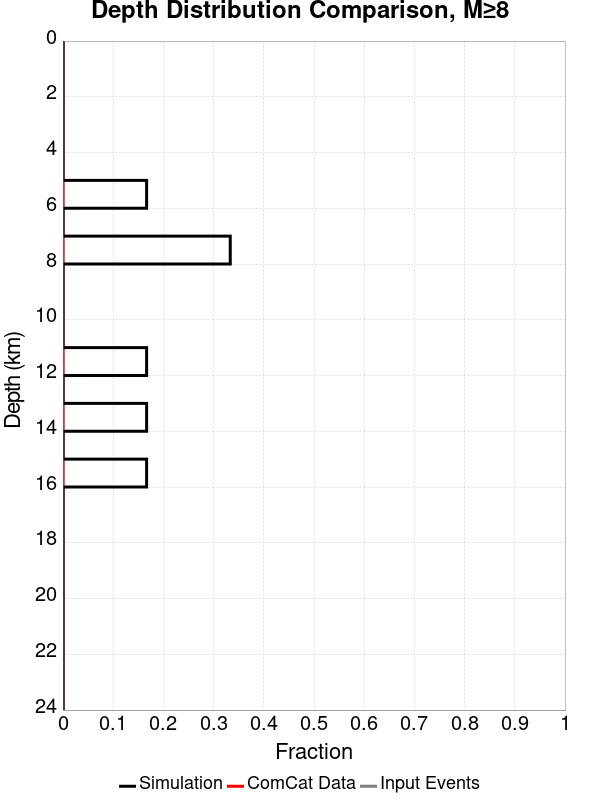 Depth Distribution Comparison, M≥8
0
2
4
6
8
10
12
14
16
18
20
22
24
Depth (km)
0 0.1 0.2 0.3 0.4 0.5 0.6 0.7 0.8 0.9 1
Fraction
Simulation ComCat Data Input Events